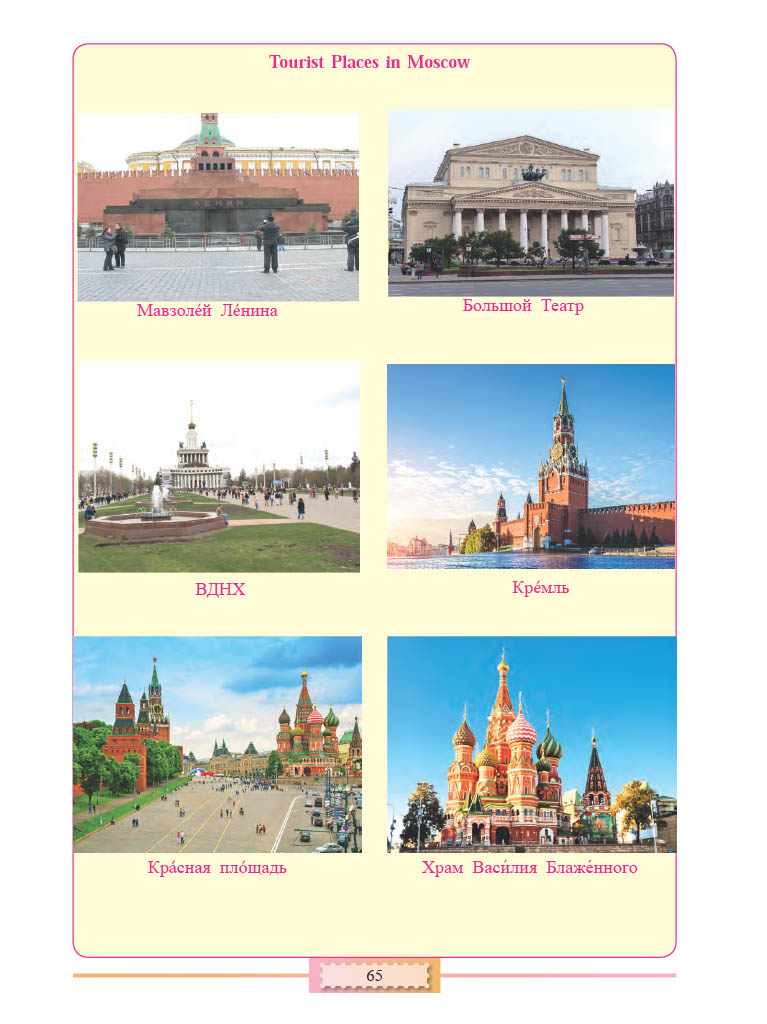 Tourist Places in Moscow
ЛЕНИН
Мавзоле́й Ле́нина
Большой Театр
ВДНХ
Кре́мль
Кра́сная пло́щадь
Храм Васи́лия Блаже́нного
65